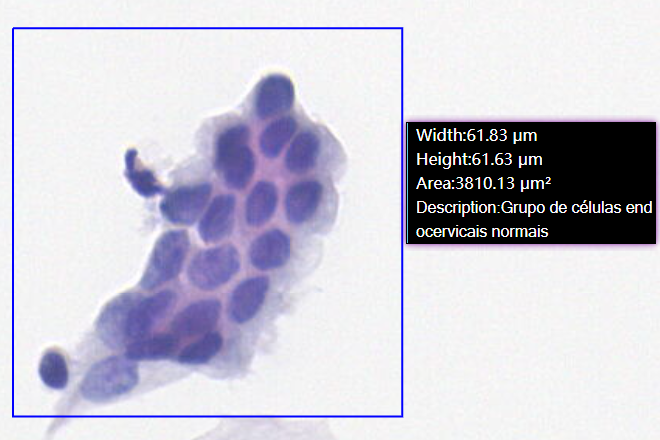 Width:61.83 µm
Height:61.63 µm
Area:3810.13 µm²
Description:Grupo de células end
ocervicais normais